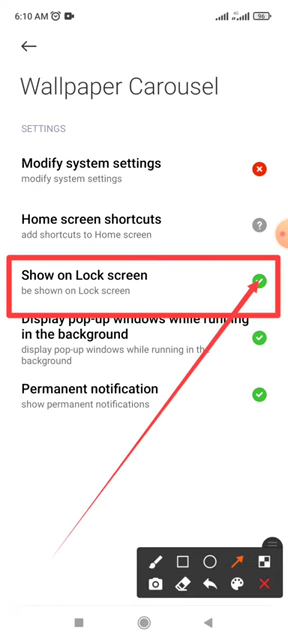 6:10 AM
96
Wallpaper Carousel
SETTINGS
Modify system settings
modify system settings
Home screen shortcuts
add shortcuts to Home screen
?
Show on Lock screen
be shown on Lock screen
Display pop-up windows while running
in the background
display pop-up windows while running in the
background
Permanent notification
show permanent notifications